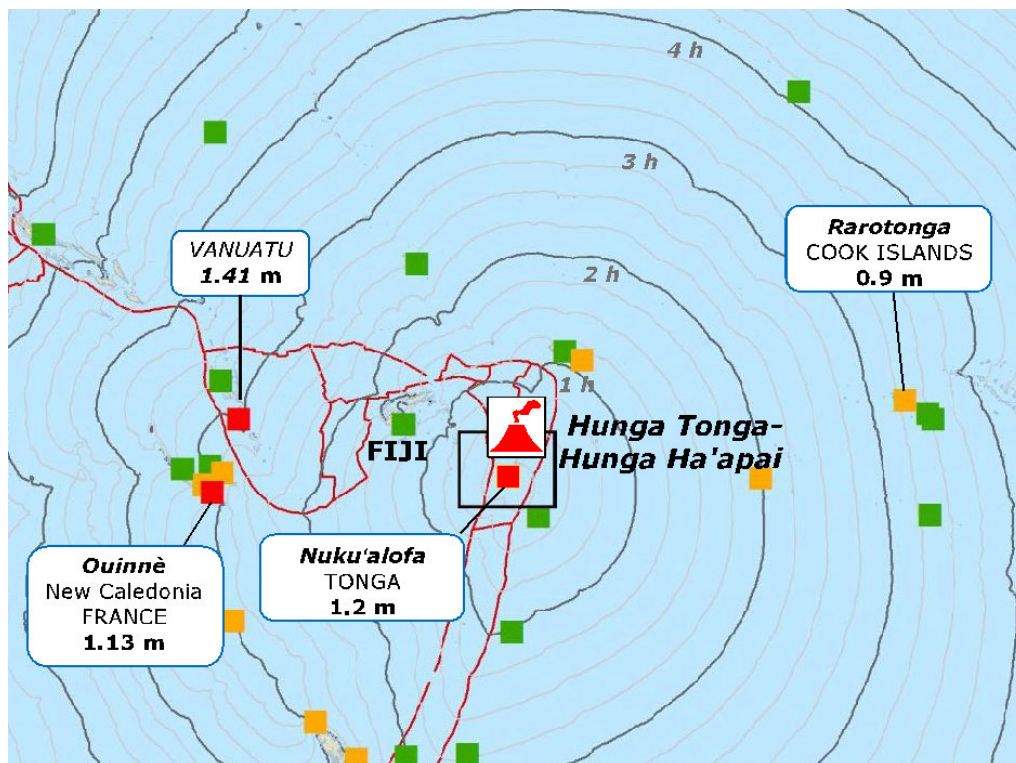 4 h
3 h
Rarotonga
COOK ISLANDS
0.9 m
VANUATU
1.41 m
2 h
1 h
Hunga Tonga-
Hunga Ha'apai
FIJI
Nuku'alofa
TONGA
1.2 m
Ouinnè
New Caledonia
FRANCE
1.13 m